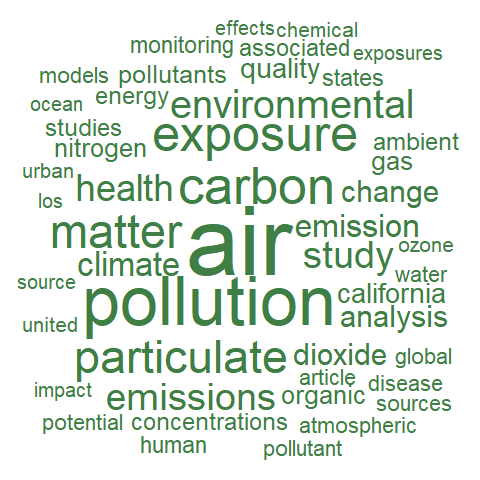 effects chemical
monitoring associated exposures
models pollutants quality states
ocean energy environmental
studies exposure ambient
nitrogen gas
urban health carbon change
los matter air emission
climate study ozone
source pollution water
california
united analysis
particulate dioxide global
impact emissions article disease
organic sources
potential concentrations atmospheric
human pollutant